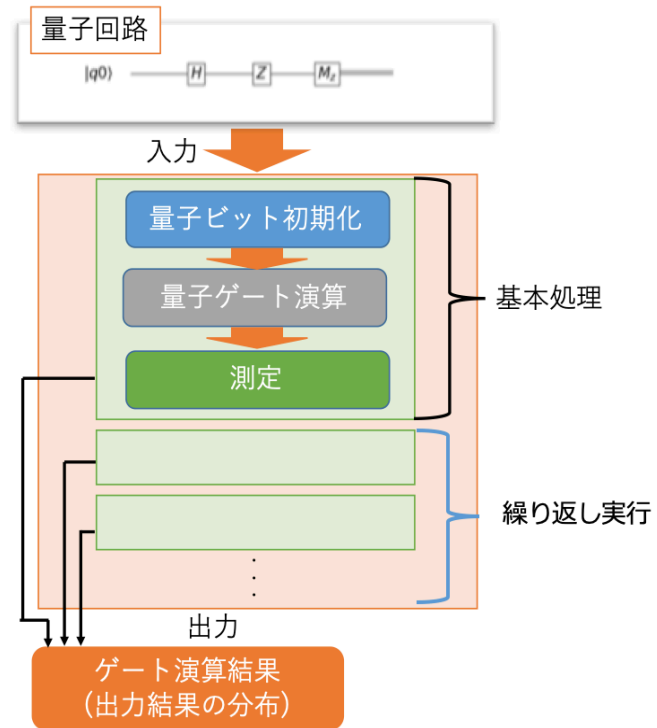 量子回路
|q0⟩ H Z Mz
入力
量子ビット初期化
量子ゲート演算
測定
基本処理
繰り返し実行
出力
ゲート演算結果
(出力結果の分布)